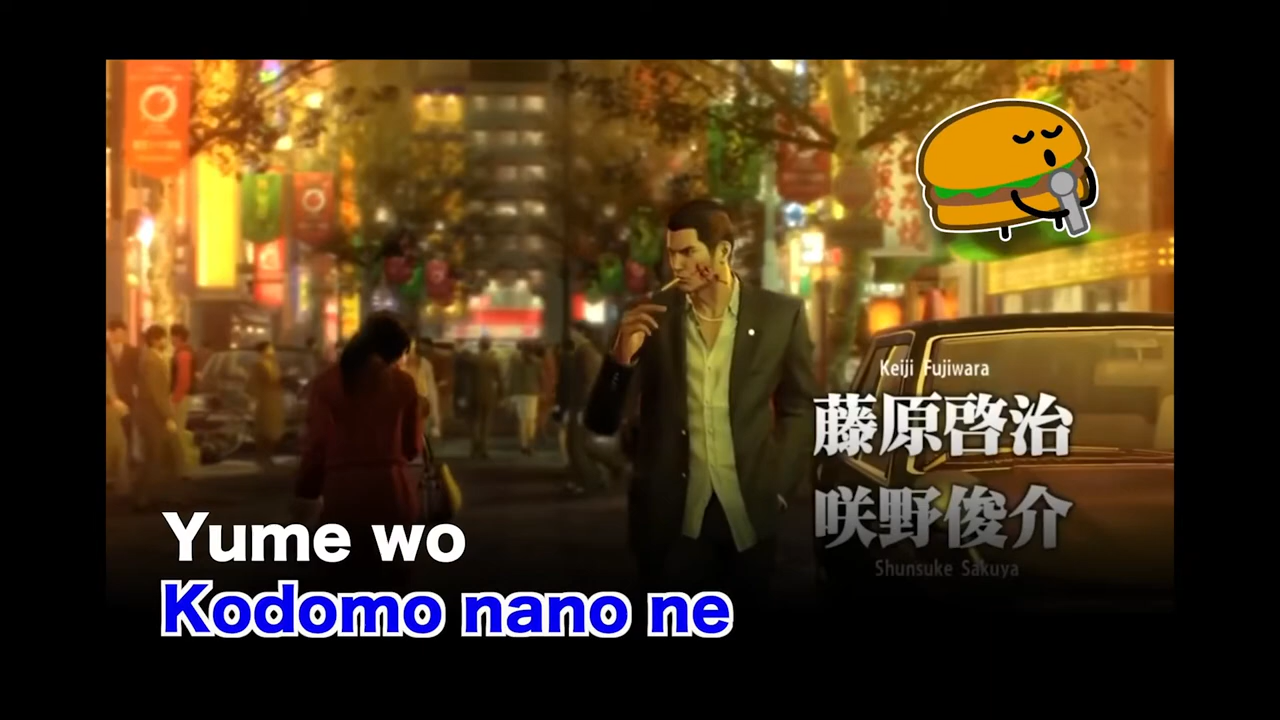 Keiji Fujiwara
藤原啓治
咲野俊介
Shunsuke Sakuya
Yume wo
Kodomo nano ne